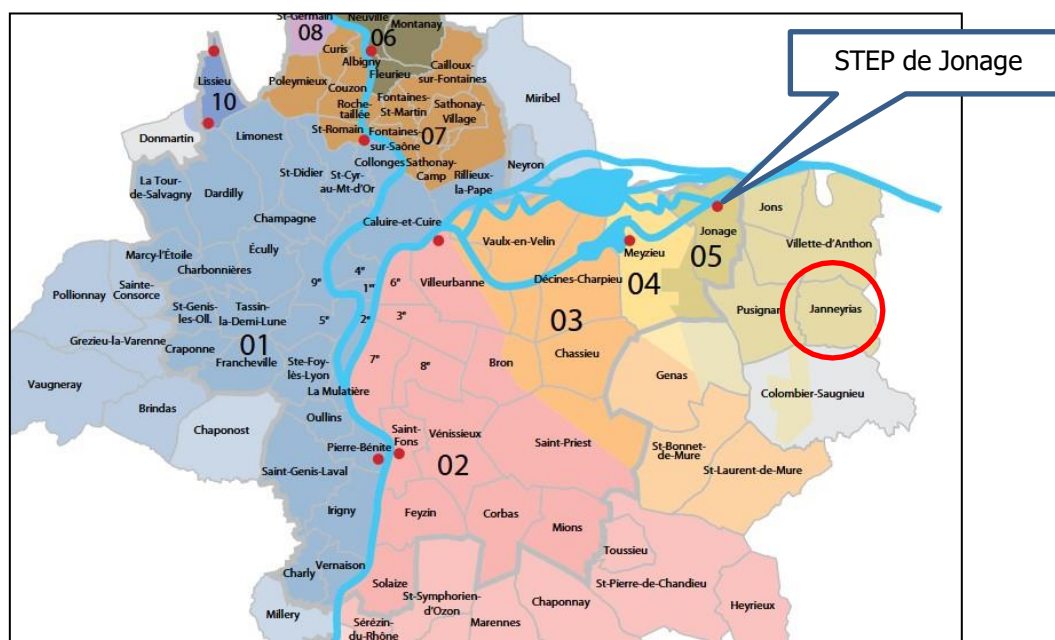 STEP de Jonage
St-Germain
08
Neuville
Montanay
06
Curis
Albigny
Fleurieu
Cailloux-
sur-Fontaines
Poleymieux
Couzon
Lissieu
10
Roche-
taillée
Fontaines-
St-Martin
Sathonay-
Village
Miribel
Donmartin
Limonest
St-Romain
Fontaines-
sur-Saône
07
Collonges
Sathonay-
Camp
Rillieux-
la-Pape
Neyron
La Tour-
de-Salvagny
Dardilly
St-Didier
St-Cyr-
au-Mt-d'Or
Champagne
Caluire-et-Cuire
Vaulx-en-Velin
Jonage
05
Jons
Villette-d'Anthon
Marcy-l'Étoile
Écully
Charbonnières
Meyzieu
04
Pollionnay
Sainte-
Consorce
9e
4e
1er
6e
Villeurbanne
Décines-Charpieu
St-Genis-
les-Oll.
Tassin-
la-Demi-Lune
5e
2e
3e
03
Pusignan
Janneyrias
Grezieu-la-Varenne
Craponne
01
Francheville
Ste-Foy-
lès-Lyon
7e
8e
Bron
Chassieu
Genas
Vaugneray
La Mulatière
Colombier-Saugnieu
Brindas
Chaponost
Oullins
Saint-
Fons
Vénissieux
Saint-Priest
Pierre-Bénite
02
St-Bonnet-
de-Mure
Saint-Genis-Laval
St-Laurent-de-Mure
Irigny
Feyzin
Corbas
Mions
Toussieu
Vernaison
Charly
Solaize
St-Pierre-de-Chandieu
Millery
St-Symphorien-
d'Ozon
Chaponnay
Heyrieux
Sérézin-
du-Rhône
Marennes